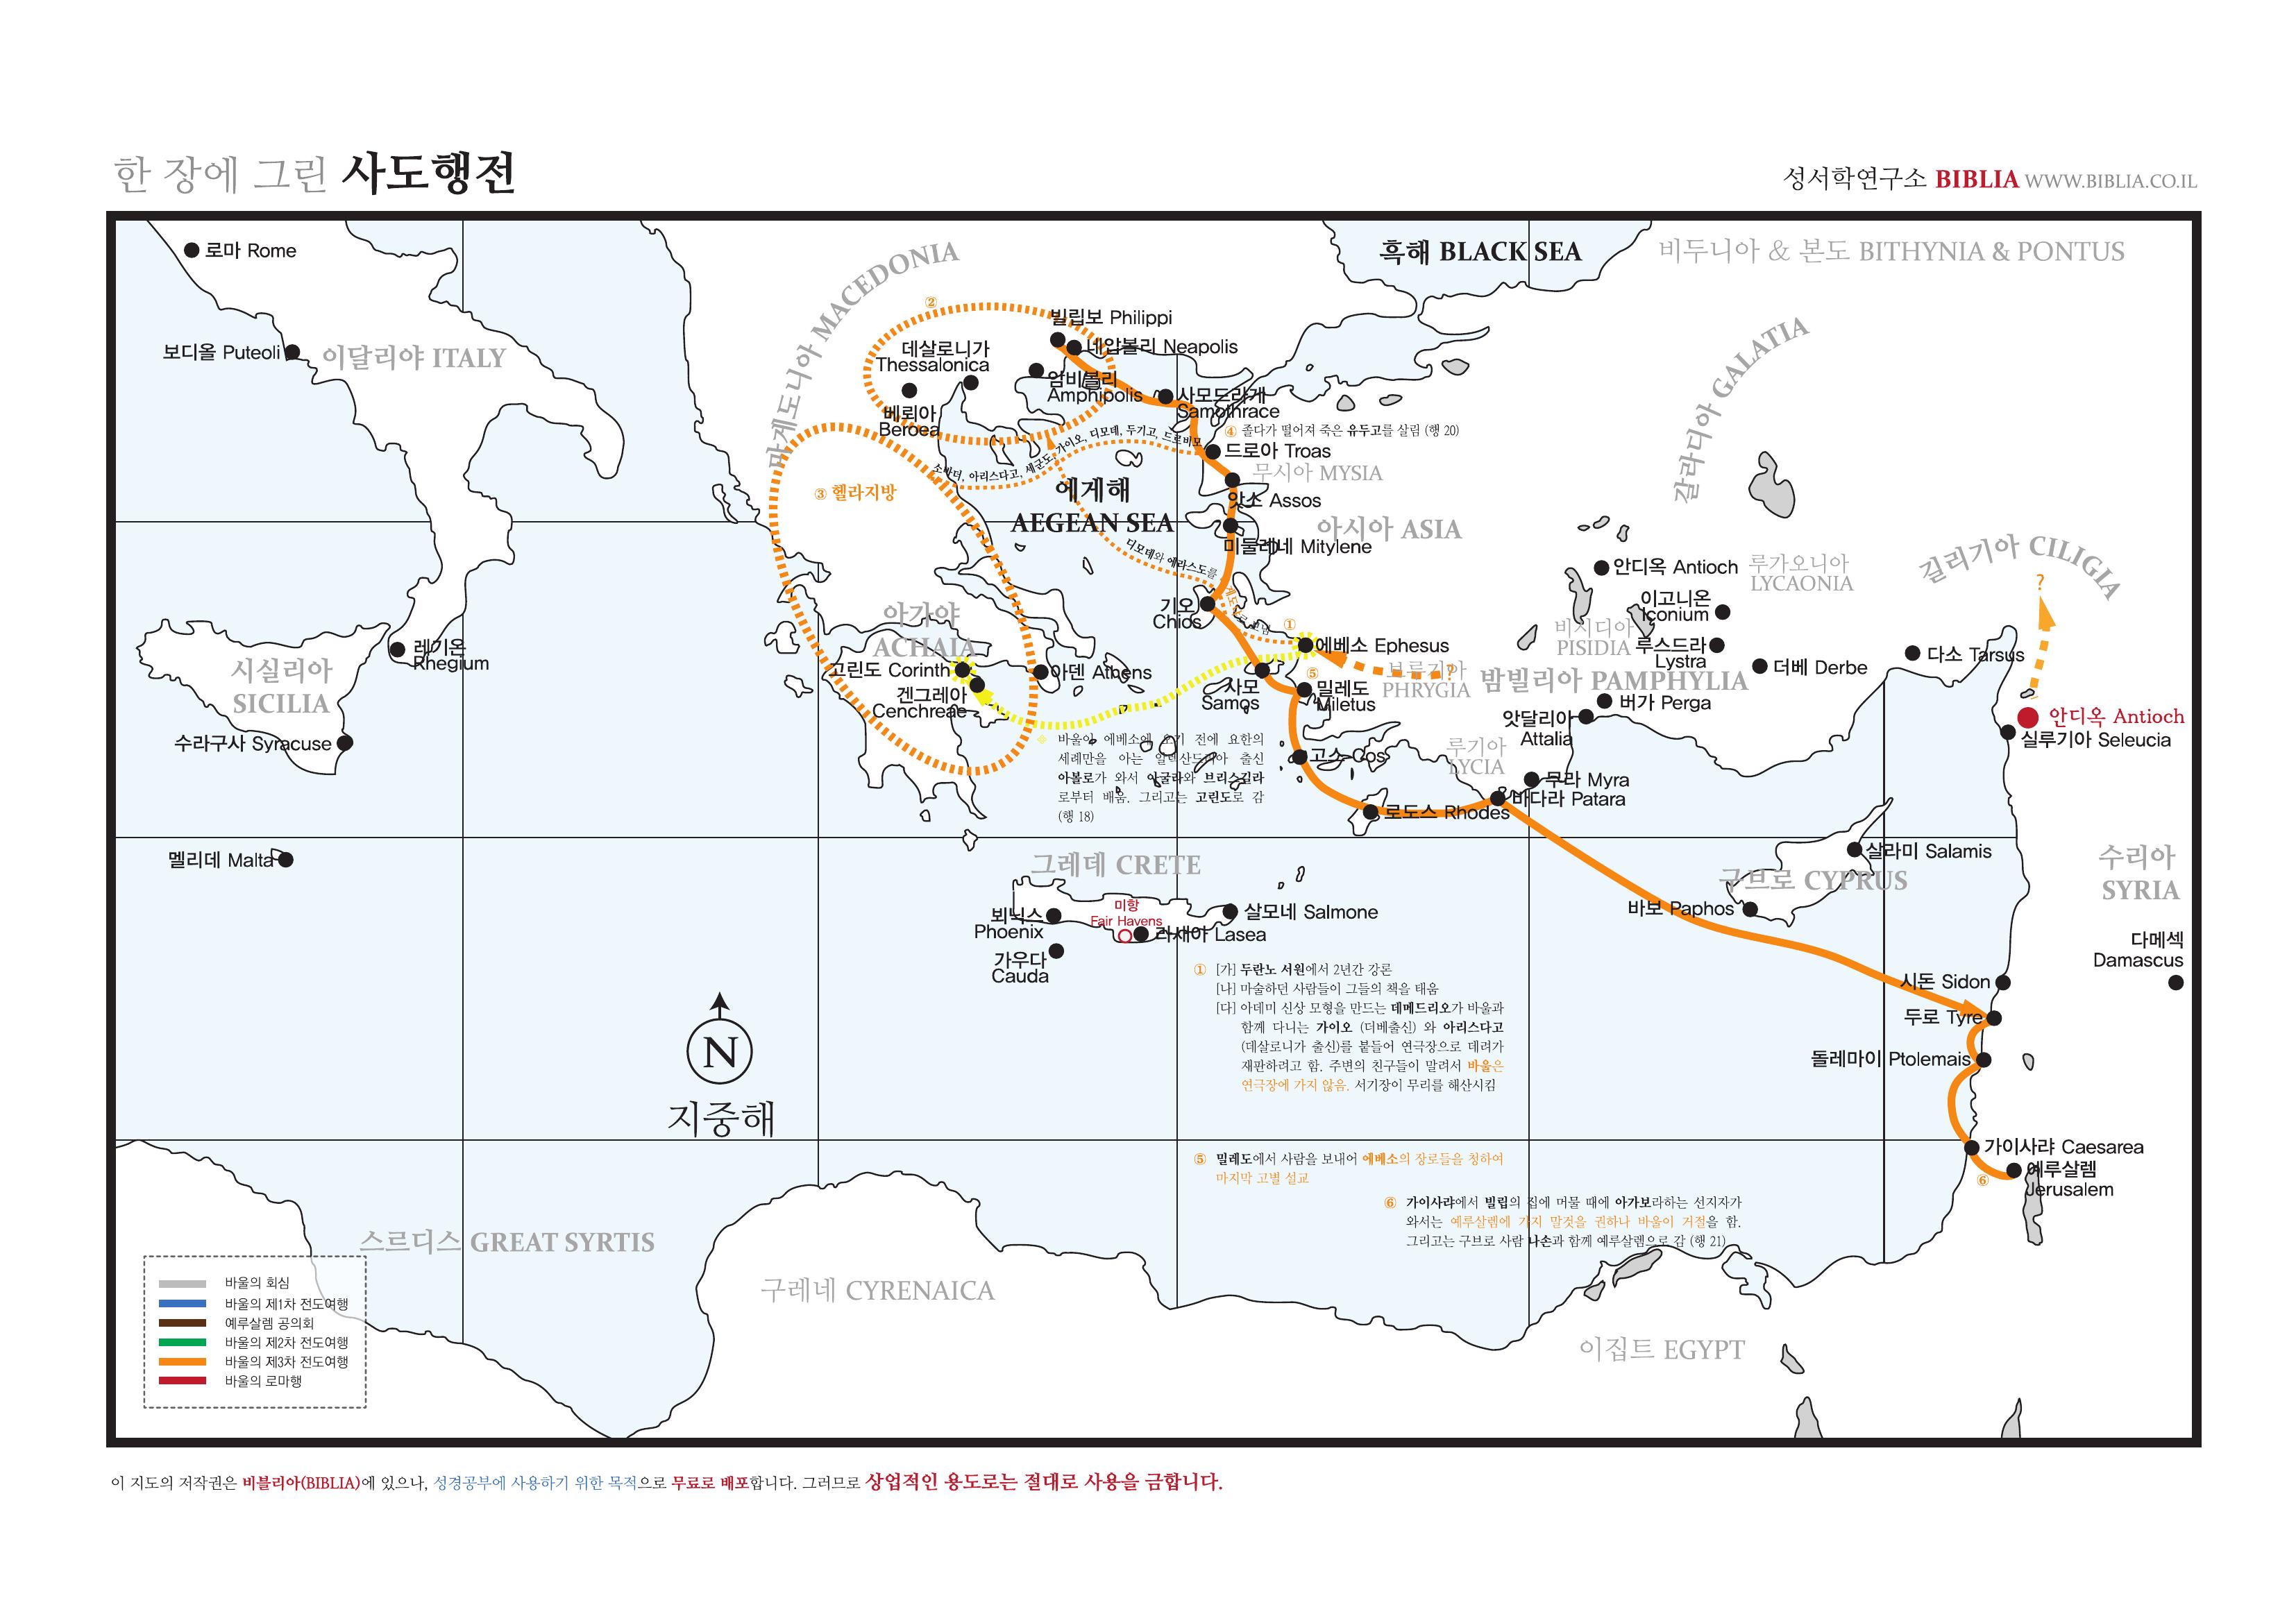 한 장에 그린 사도행전
성서학연구소 BIBLIA WWW.BIBLIA.CO.IL
로마 Rome
보디올 Puteoli
이달리야 ITALY
마게도니아 MACEDONIA
흑해 BLACK SEA
비두니아 & 본도 BITHYNIA & PONTUS
②
빌립보 Philippi
네압볼리 Neapolis
데살로니가
Thessalonica
암비볼리
Amphipolis
사모드라게
Samothrace
베뢰아
Beroea
④ 졸다가 떨어져 죽은 유두고를 살림 (행 20)
드로아 Troas
소바더, 아리스다고, 세군도, 가이오, 디모데, 두기고, 드로비모
무시아 MYSIA
③ 헬라지방
에게해
AEGEAN SEA
앗소 Assos
미둘레네 Mitylene
아시아 ASIA
갈라디아 GALATIA
디모데와 에라스도를
안디옥 Antioch
루가오니아
LYCAONIA
길리기아 CILIGIA
?
이고니온
Iconium
기오
Chios
아가야
ACHAIA
①
에베소 Ephesus
비시디아
PISIDIA
루스드라
Lystra
더베 Derbe
다소 Tarsus
시실리아
SICILIA
레기온
Rhegium
고린도 Corinth
아덴 Athens
겐그레아
Cenchreae
사모
Samos
⑤
밀레도
Miletus
브루기아
PHRYGIA
?
밤빌리아 PAMPHYLIA
버가 Perga
앗달리아
Attalia
안디옥 Antioch
실루기아 Seleucia
수라구사 Syracuse
바울이 에베소에 오기 전에 요한의
세례만을 아는 알렉산드리아 출신
아볼로가 와서 아굴라와 브리스길라
로부터 배움. 그리고는 고린도로 감
(행 18)
고스 Cos
루기아
LYCIA
무라 Myra
바다라 Patara
로도스 Rhodes
멜리데 Malta
그레데 CRETE
살라미 Salamis
구브로 CYPRUS
바보 Paphos
수리아
SYRIA
뵈닉스
Phoenix
미항
Fair Havens
라새아 Lasea
살모네 Salmone
가우다
Cauda
다메섹
Damascus
① [가] 두란노 서원에서 2년간 강론
[나] 마술하던 사람들이 그들의 책을 태움
[다] 아데미 신상 모형을 만드는 데메드리오가 바울과
함께 다니는 가이오 (더베출신) 와 아리스다고
(데살로니가 출신)를 붙들어 연극장으로 데려가
재판하려고 함. 주변의 친구들이 말려서 바울은
연극장에 가지 않음. 서기장이 무리를 해산시킴
시돈 Sidon
두로 Tyre
돌레마이 Ptolemais
N
지중해
⑤ 밀레도에서 사람을 보내어 에베소의 장로들을 청하여
마지막 고별 설교
가이사랴 Caesarea
예루살렘
Jerusalem
⑥
⑥ 가이사랴에서 빌립의 집에 머물 때에 아가보라하는 선지자가
와서는 예루살렘에 가지 말것을 권하나 바울이 거절을 함.
그리고는 구브로 사람 나손과 함께 예루살렘으로 감 (행 21)
스르디스 GREAT SYRTIS
구레네 CYRENAICA
이집트 EGYPT
바울의 회심
바울의 제1차 전도여행
예루살렘 공의회
바울의 제2차 전도여행
바울의 제3차 전도여행
바울의 로마행
이 지도의 저작권은 비블리아(BIBLIA)에 있으나, 성경공부에 사용하기 위한 목적으로 무료로 배포합니다. 그러므로 상업적인 용도로는 절대로 사용을 금합니다.